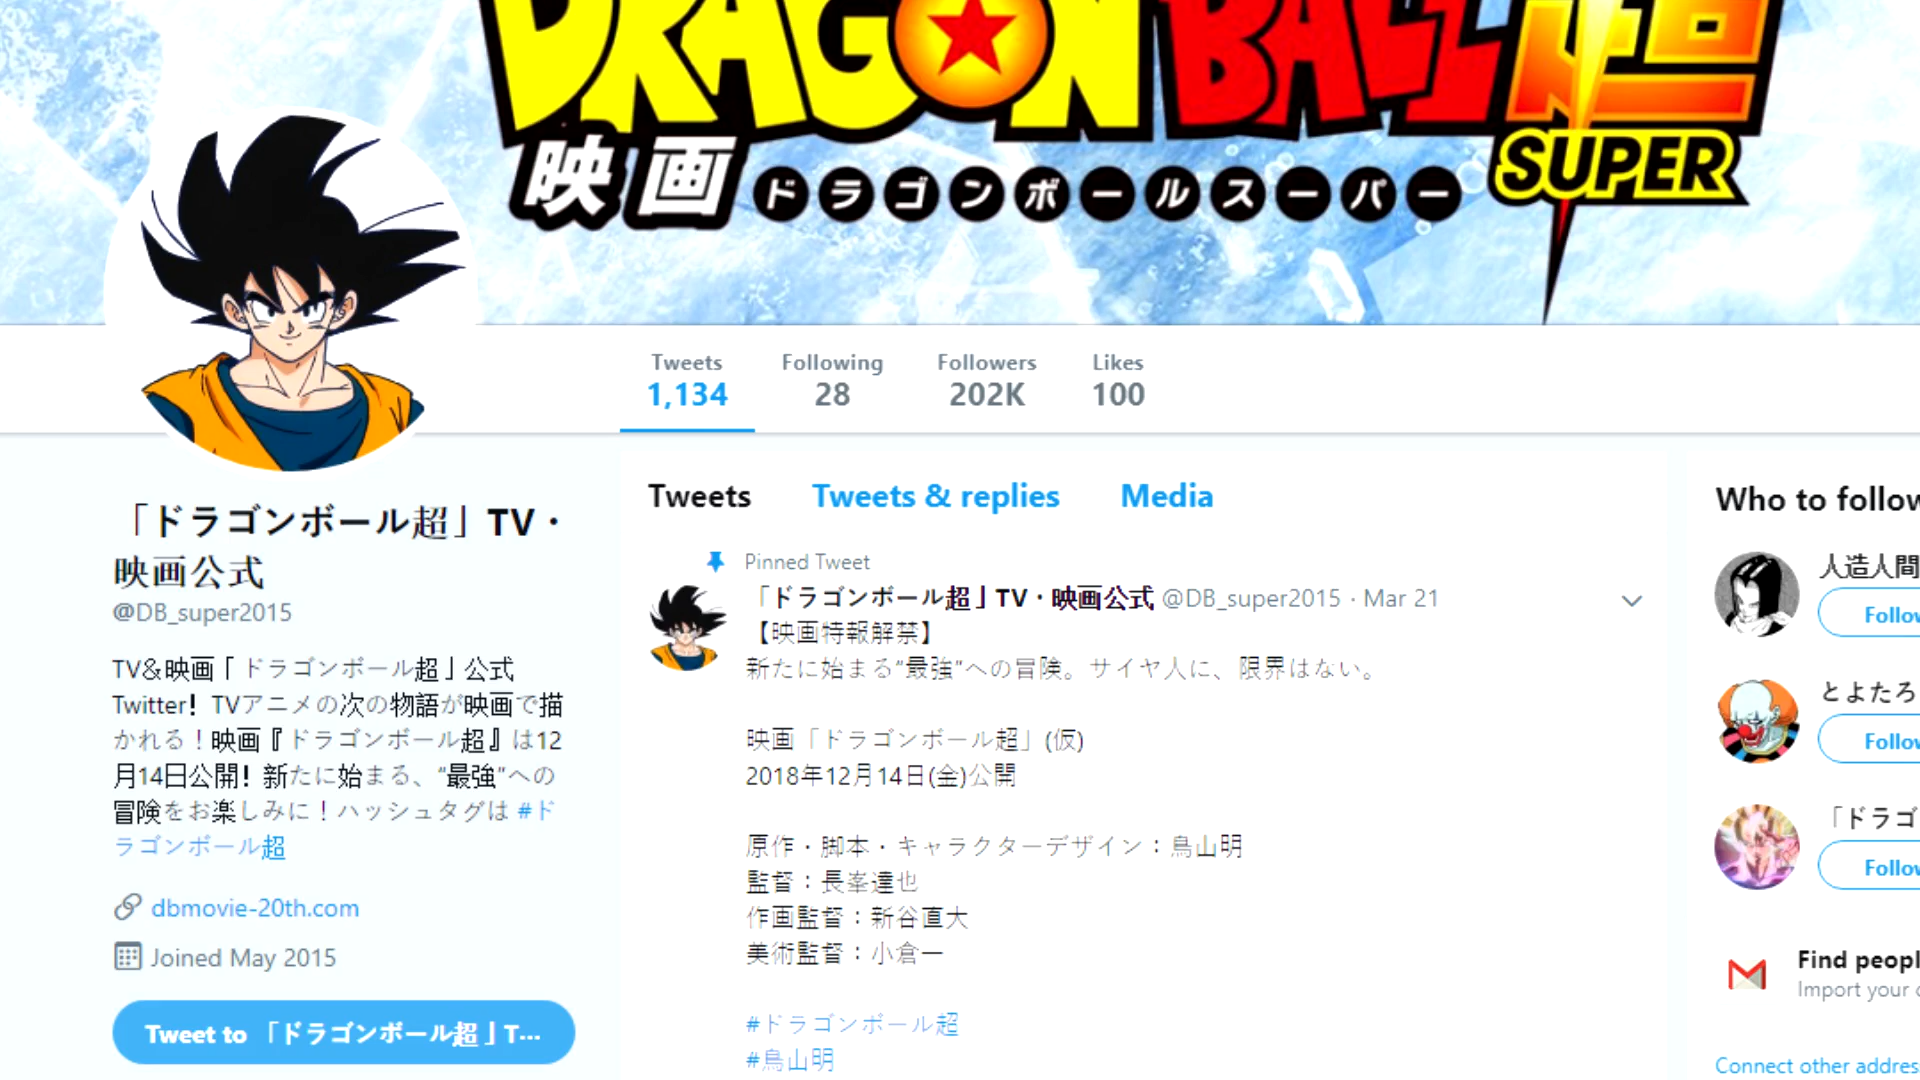 DRAGON BALL超
SUPER
映画 ドラゴンボールスーパー
Tweets Following Followers Likes
1,134 28 202K 100
「ドラゴンボール超」TV・
映画公式
@DB_super2015
TV&映画「ドラゴンボール超」公式
Twitter！TVアニメの次の物語が映画で描
かれる！映画『ドラゴンボール超』は12
月14日公開！新たに始まる、“最強”への
冒険をお楽しみに！ハッシュタグは #ド
ラゴンボール超
dbmovie-20th.com
Joined May 2015
Tweet to 「ドラゴンボール超」T...
Tweets Tweets & replies Media
Pinned Tweet
「ドラゴンボール超」TV・映画公式 @DB_super2015 · Mar 21
【映画特報解禁】
新たに始まる“最強”への冒険。サイヤ人に、限界はない。
映画「ドラゴンボール超」(仮)
2018年12月14日(金)公開
原作・脚本・キャラクターデザイン：鳥山明
監督：長峯達也
作画監督：新谷直大
美術監督：小倉一
#ドラゴンボール超
#鳥山明
Who to follow
人造人間
Follow
とよたろ
Follow
「ドラゴ
Follow
Find peopl
Import your c
Connect other addres